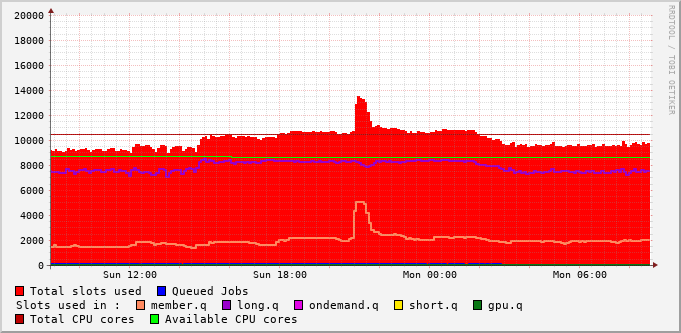 RRDTOOL / TOBI OETIKER
20000
18000
16000
14000
12000
10000
8000
6000
4000
2000
0
Sun 12:00 Sun 18:00 Mon 00:00 Mon 06:00
Total slots used Queued Jobs
Slots used in : member.q long.q ondemand.q short.q gpu.q
Total CPU cores Available CPU cores